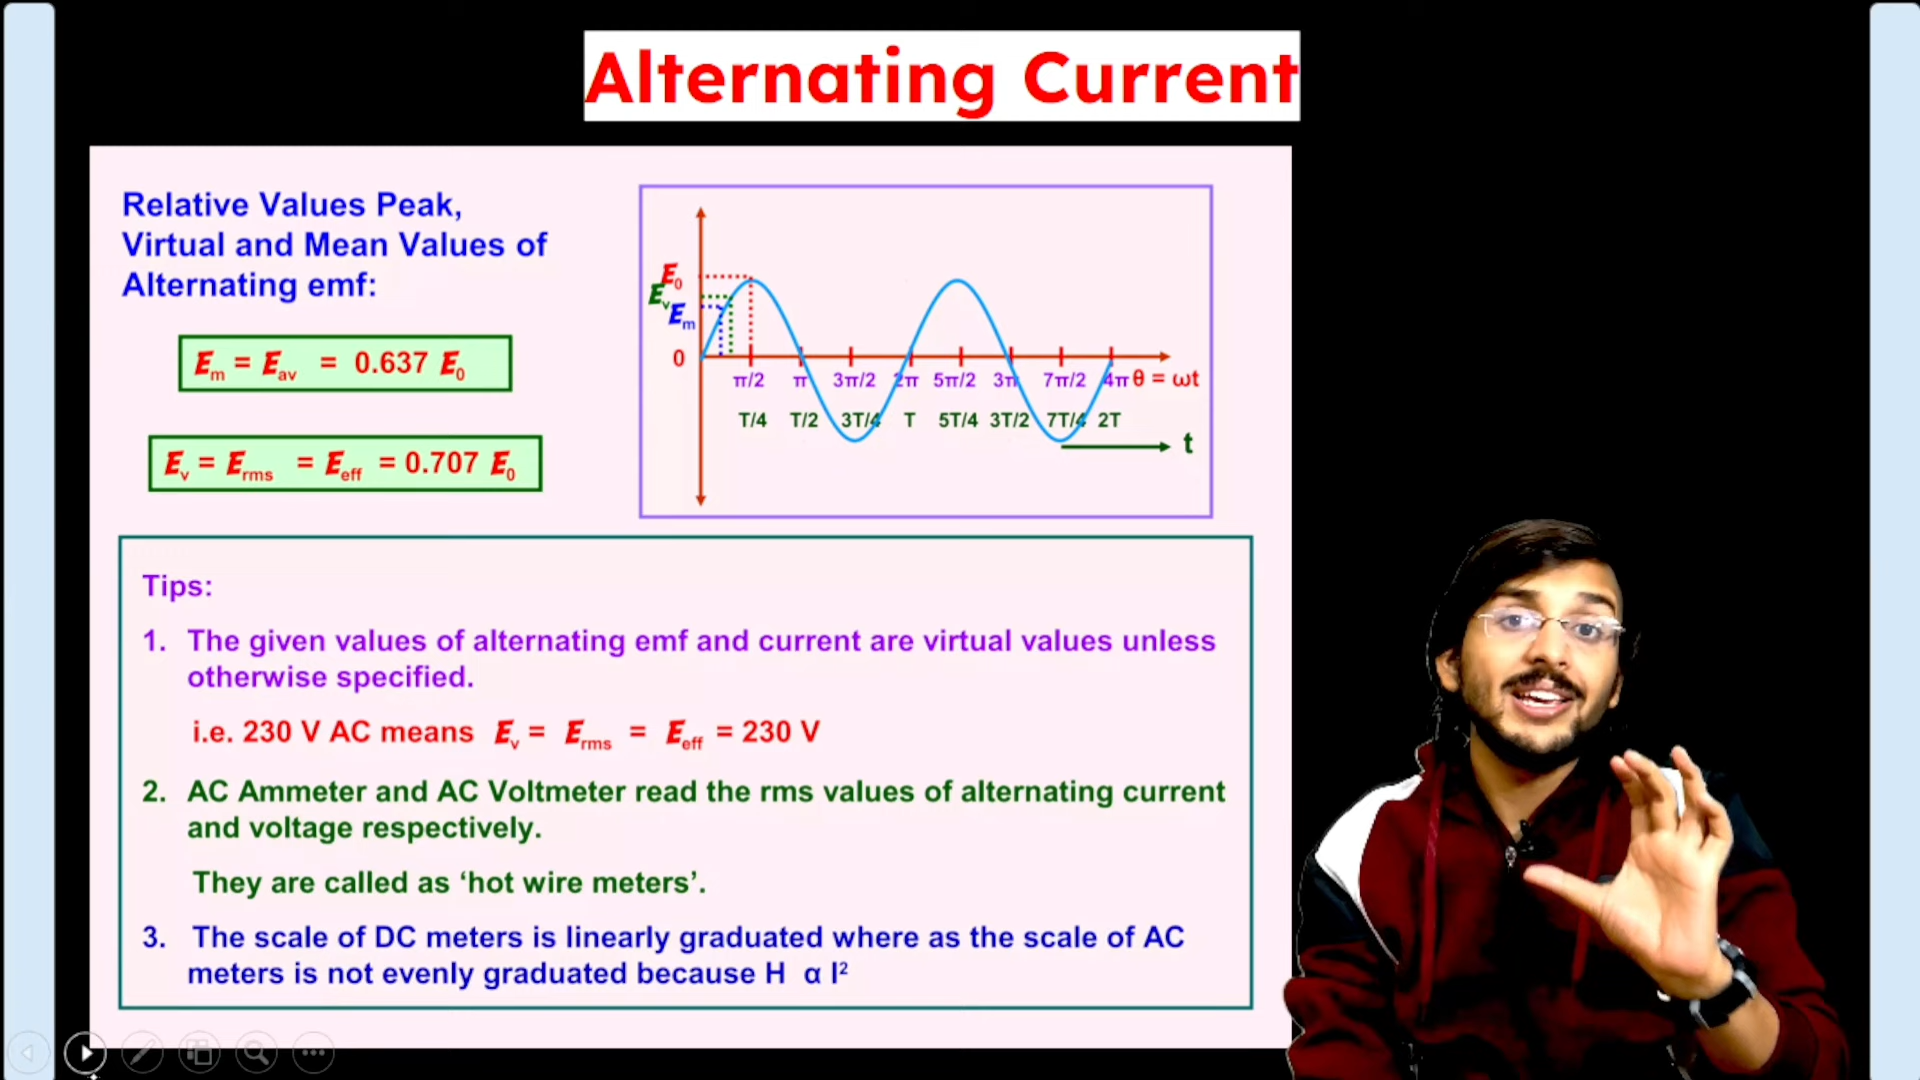 Alternating Current
Relative Values Peak,
Virtual and Mean Values of
Alternating emf:
Em = Eav = 0.637 E0
Ev = Erms = Eeff = 0.707 E0
E0
Ev
Em
0
π/2 π 3π/2 2π 5π/2 3π 7π/2 4π θ = ωt
T/4 T/2 3T/4 T 5T/4 3T/2 7T/4 2T
t
Tips:
1. The given values of alternating emf and current are virtual values unless
otherwise specified.
i.e. 230 V AC means Ev = Erms = Eeff = 230 V
2. AC Ammeter and AC Voltmeter read the rms values of alternating current
and voltage respectively.
They are called as ‘hot wire meters’.
3. The scale of DC meters is linearly graduated where as the scale of AC
meters is not evenly graduated because H α I²